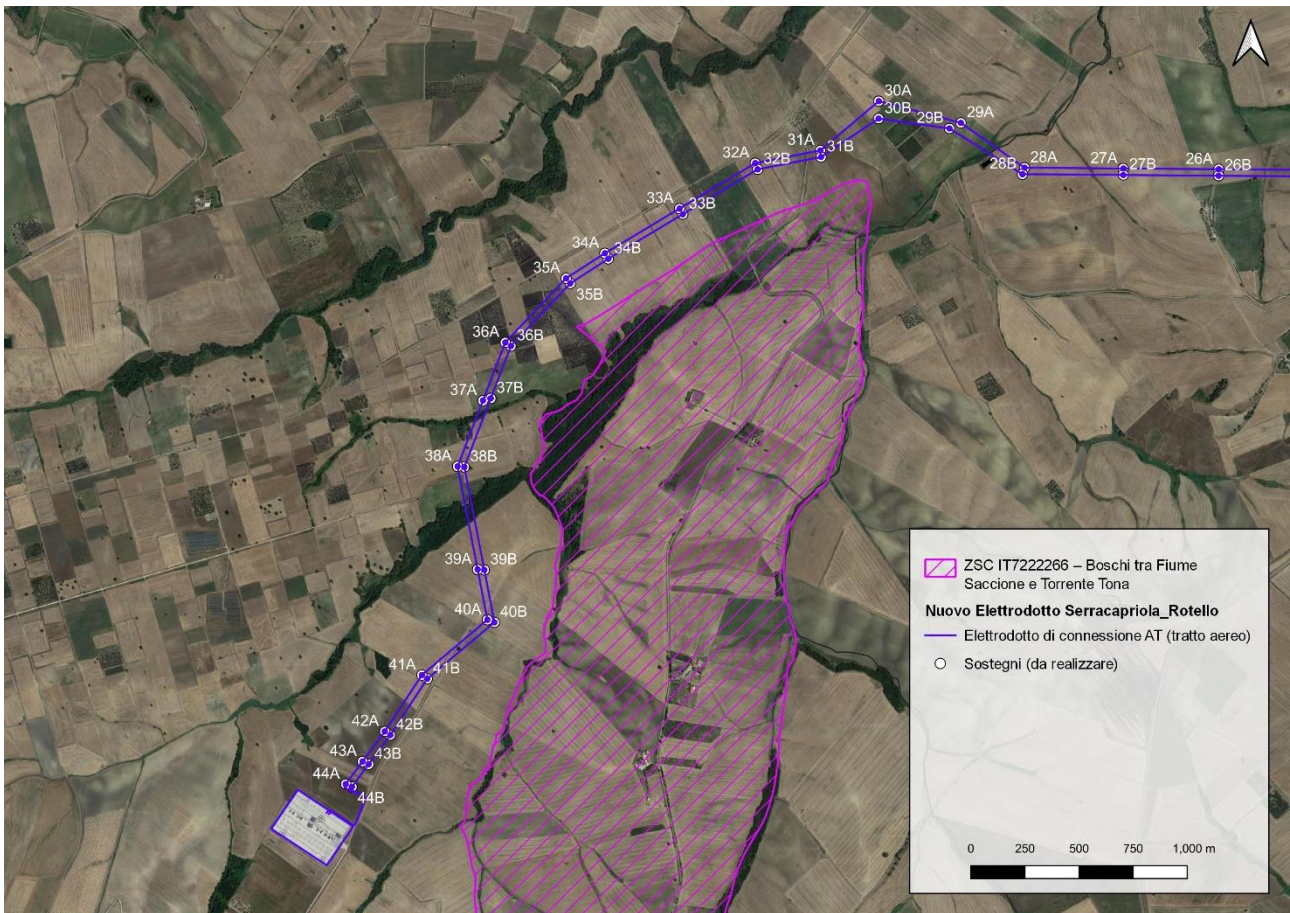 30A
30B
29A
29B
31A
31B
32A
32B
28A
28B
27A
27B
26A
26B
33A
33B
34A
34B
35A
35B
36A
36B
37A
37B
38A
38B
39A
39B
40A
40B
41A
41B
42A
42B
43A
43B
44A
44B
ZSC IT7222266 – Boschi tra Fiume
Saccione e Torrente Tona
Nuovo Elettrodotto Serracapriola_Rotello
Elettrodotto di connessione AT (tratto aereo)
Sostegni (da realizzare)
0 250 500 750 1,000 m